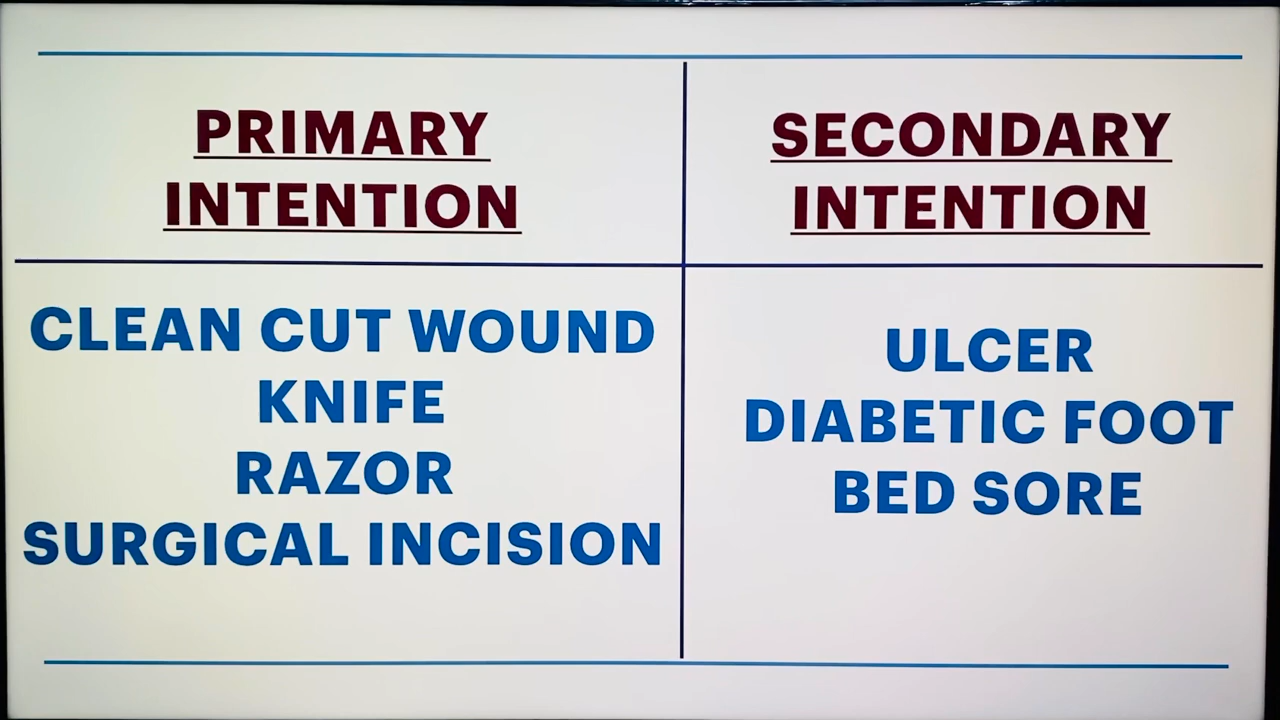 PRIMARY
INTENTION
SECONDARY
INTENTION
CLEAN CUT WOUND
KNIFE
RAZOR
SURGICAL INCISION
ULCER
DIABETIC FOOT
BED SORE